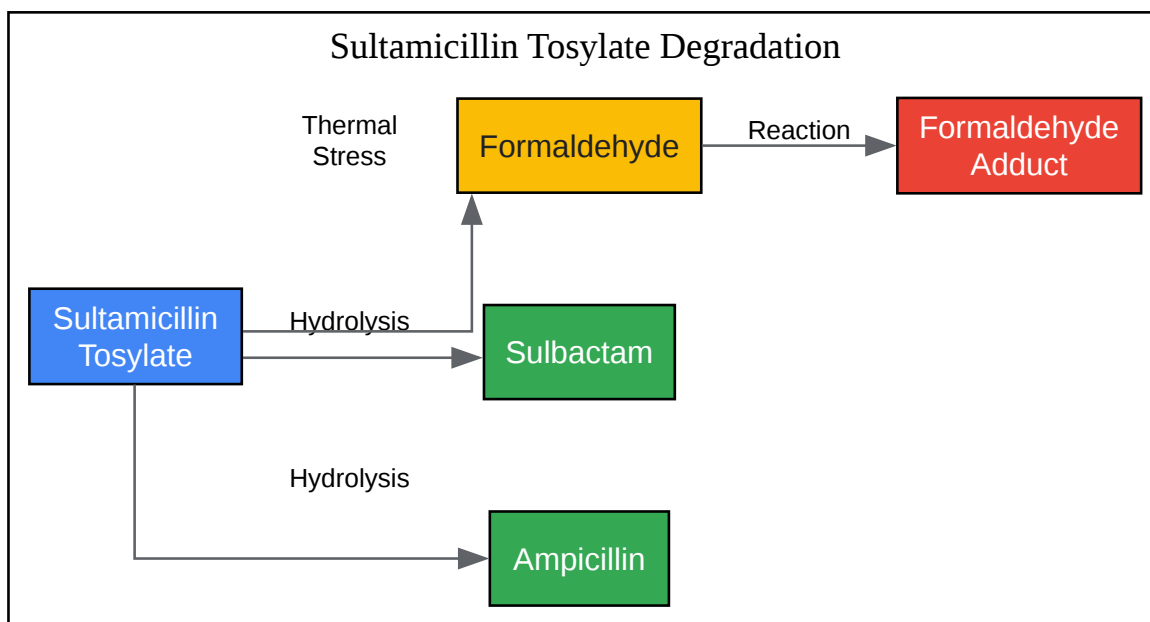 Sultamicillin Tosylate Degradation
Thermal
Stress
Formaldehyde
Reaction
Formaldehyde
Adduct
Sultamicillin
Tosylate
Hydrolysis
Sulbactam
Hydrolysis
Ampicillin